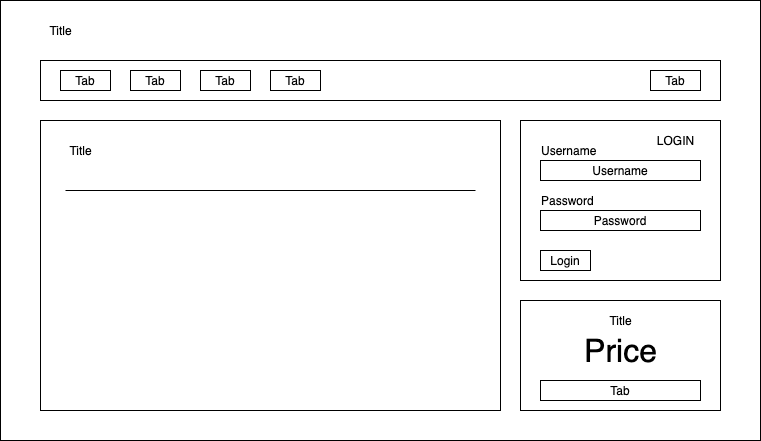 Title
Tab Tab Tab Tab Tab
Title
LOGIN
Username
Username
Password
Password
Login
Title
Price
Tab